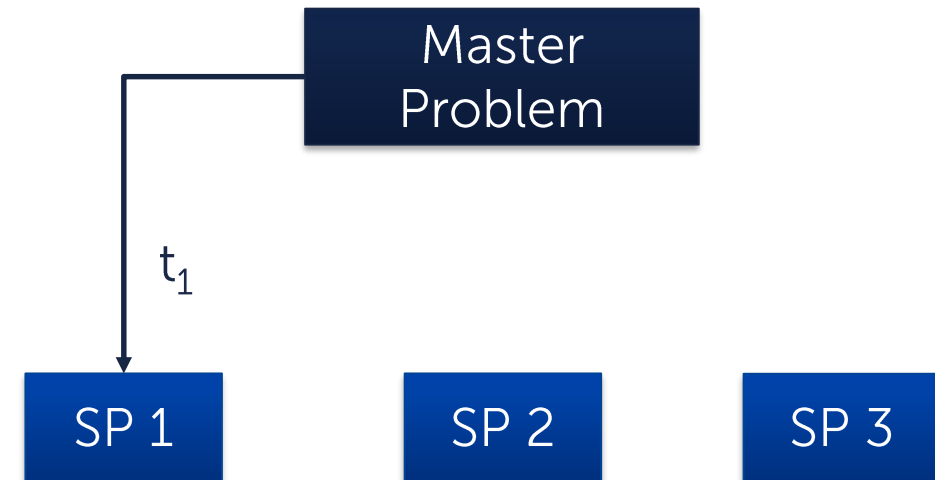 Master
Problem
t₁
SP 1
SP 2
SP 3